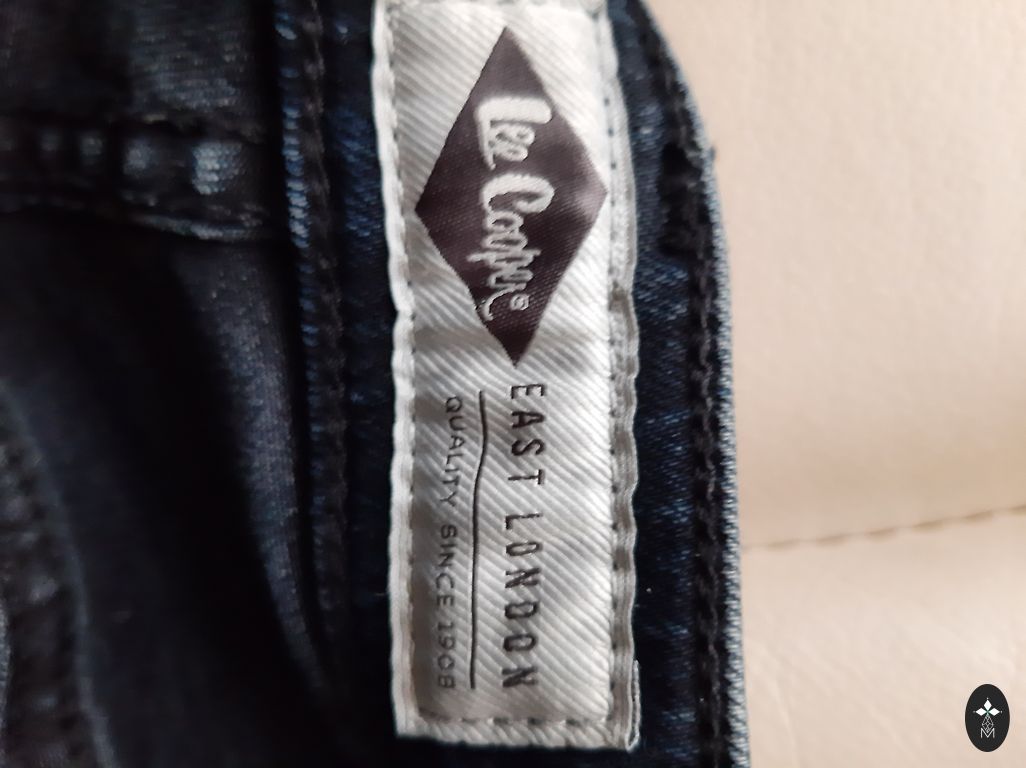 Lee Cooper®
EAST LONDON
QUALITY SINCE 1908
M